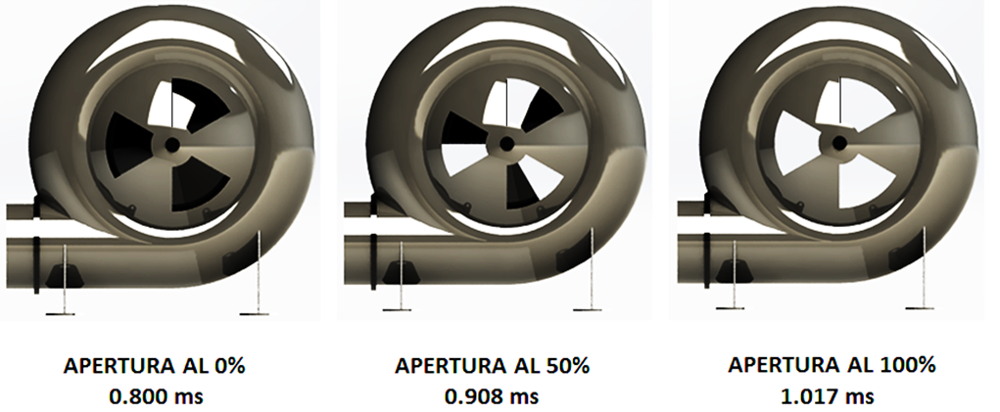 APERTURA AL 0%
0.800 ms
APERTURA AL 50%
0.908 ms
APERTURA AL 100%
1.017 ms